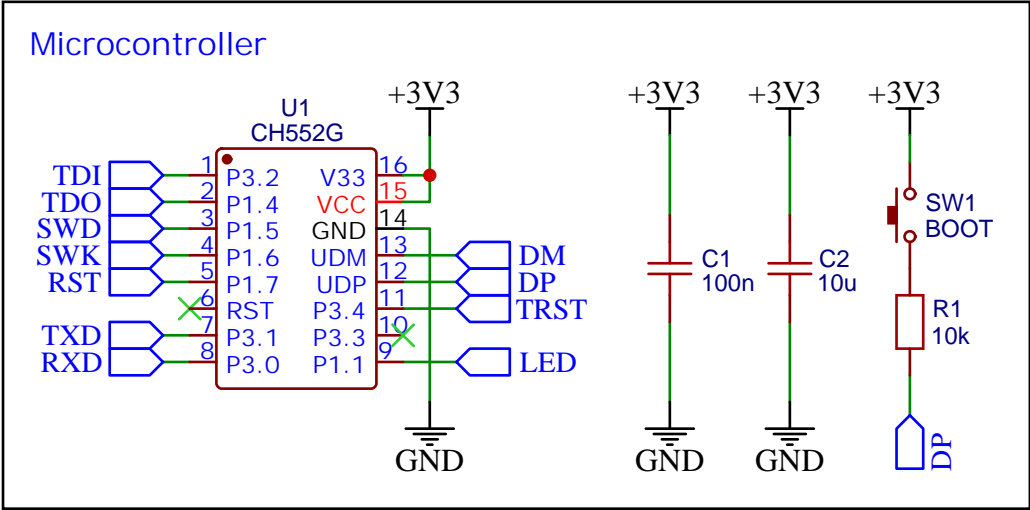 Microcontroller
U1
CH552G
+3V3
+3V3
+3V3
+3V3
TDI 1 P3.2 V33 16
TDO 2 P1.4 VCC 15
SWD 3 P1.5 GND 14
SWK 4 P1.6 UDM 13 DM
RST 5 P1.7 UDP 12 DP
6 RST P3.4 11 TRST
TXD 7 P3.1 P3.3 10
RXD 8 P3.0 P1.1 9 LED
GND
C1
100n
GND
C2
10u
GND
SW1
BOOT
R1
10k
DP